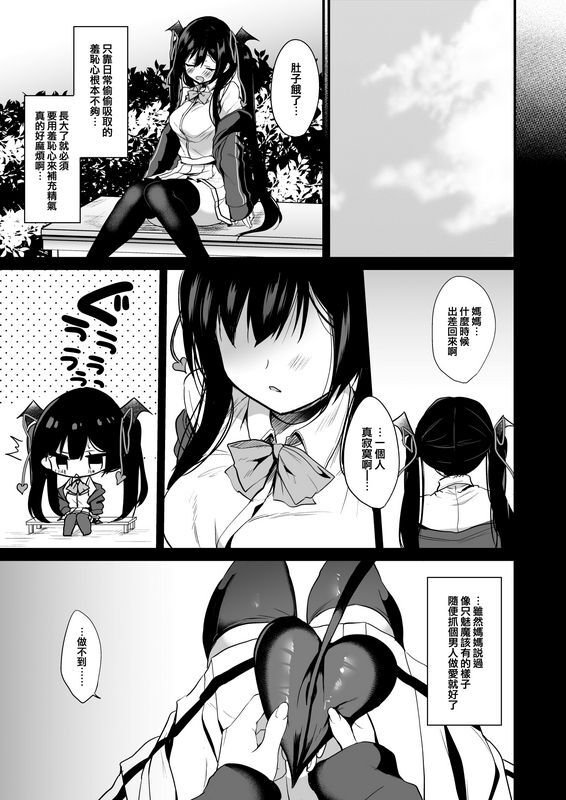 肚子餓了…
只靠日常偷偷吸取的
羞恥心根本不夠…
長大了就必須
要用羞恥心來補充精氣
真的好麻煩啊…
媽媽…
什麼時候
出差回來啊
…一個人
真寂寞啊…
ぐうぅぅうぅ
…雖然媽媽說過
像只魅魔該有的樣子
隨便抓個男人做愛就好了
…做不到……